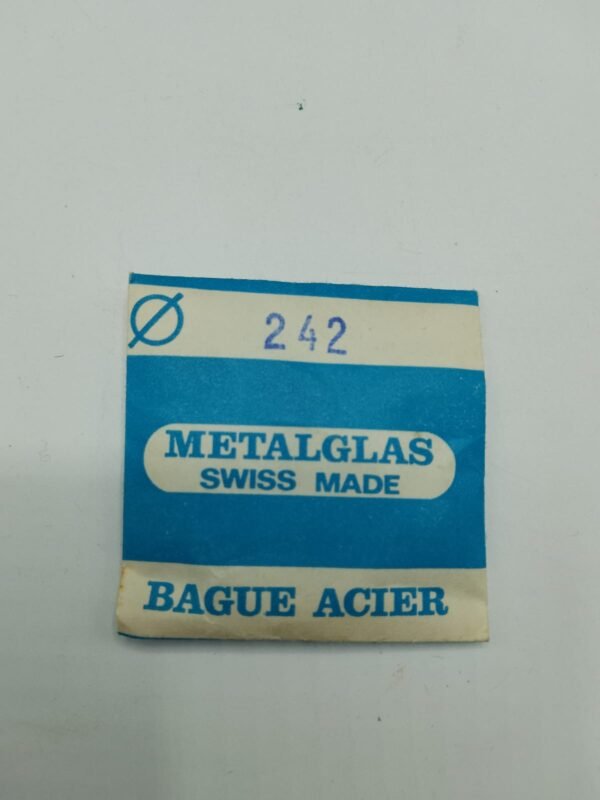 Ø 242
METALGLAS
SWISS MADE
BAGUE ACIER